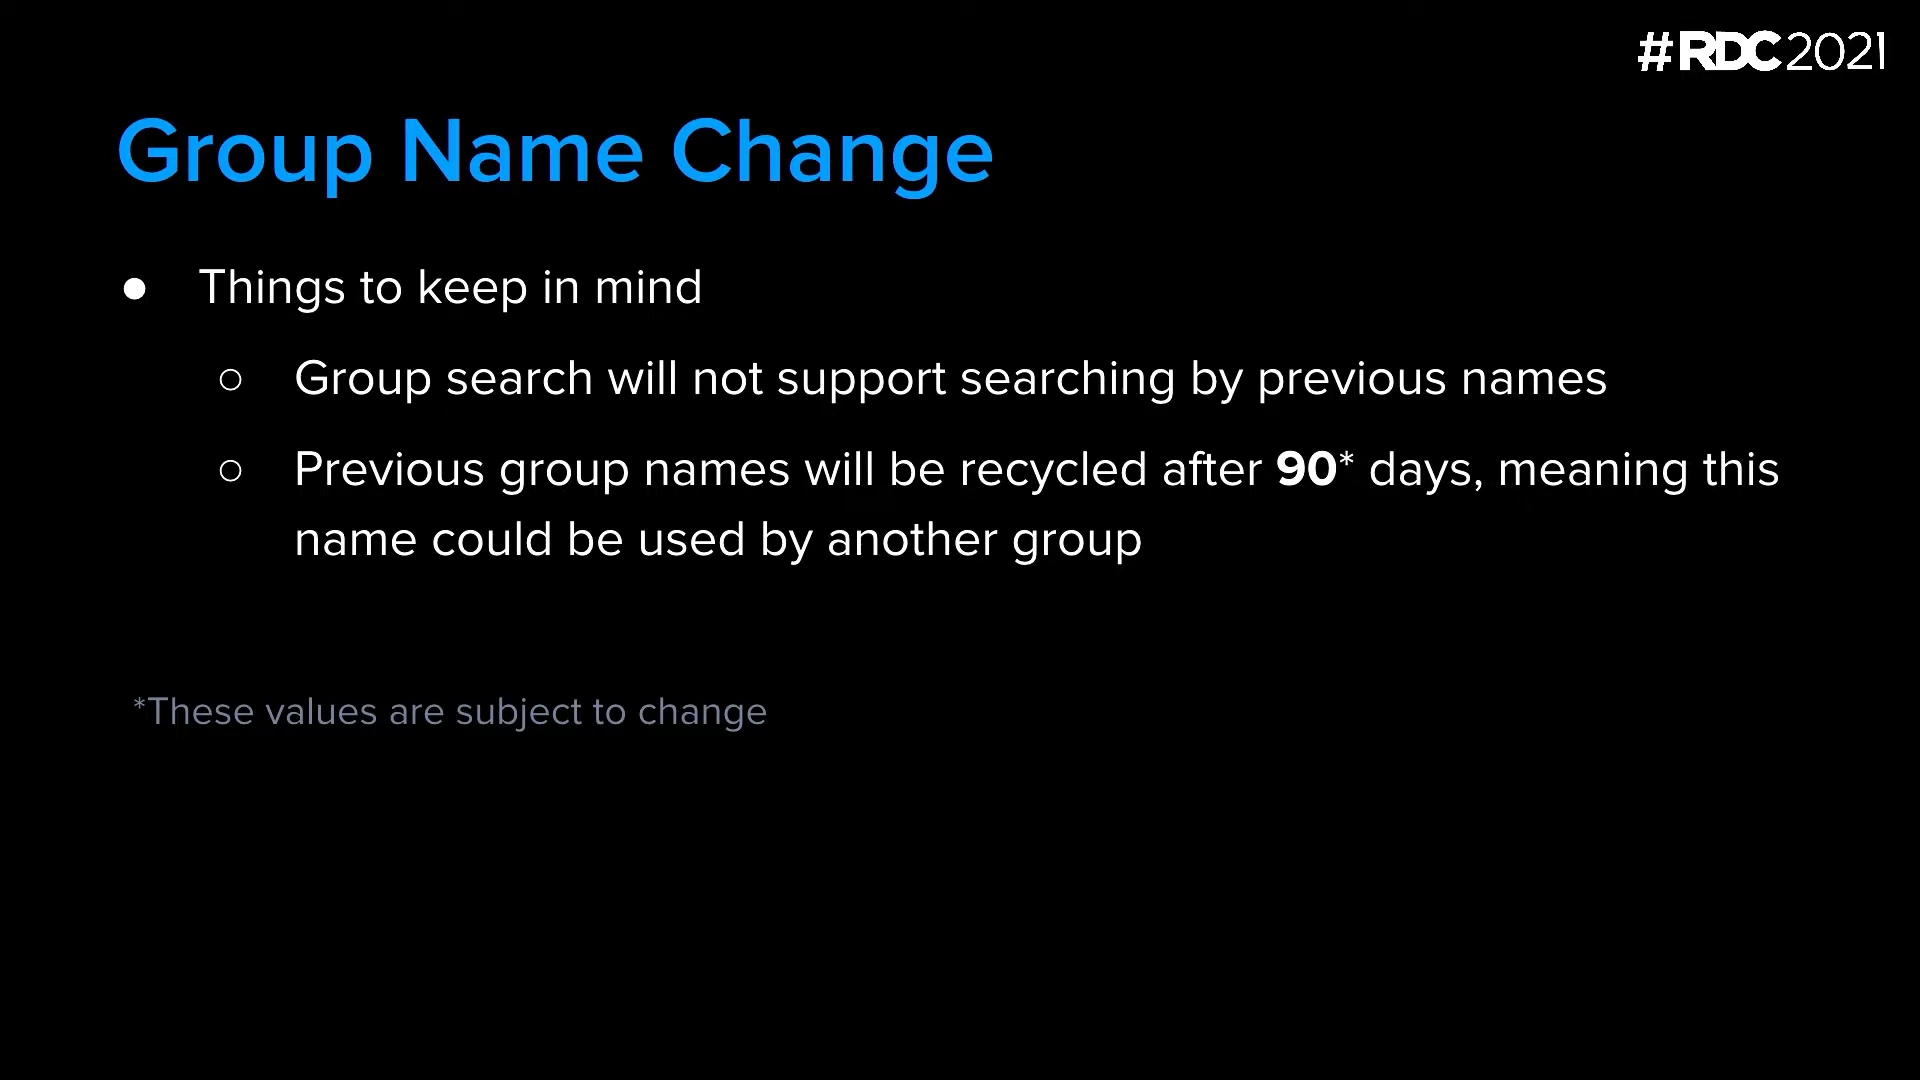 #RDC2021
Group Name Change
● Things to keep in mind
○ Group search will not support searching by previous names
○ Previous group names will be recycled after 90* days, meaning this
name could be used by another group
*These values are subject to change